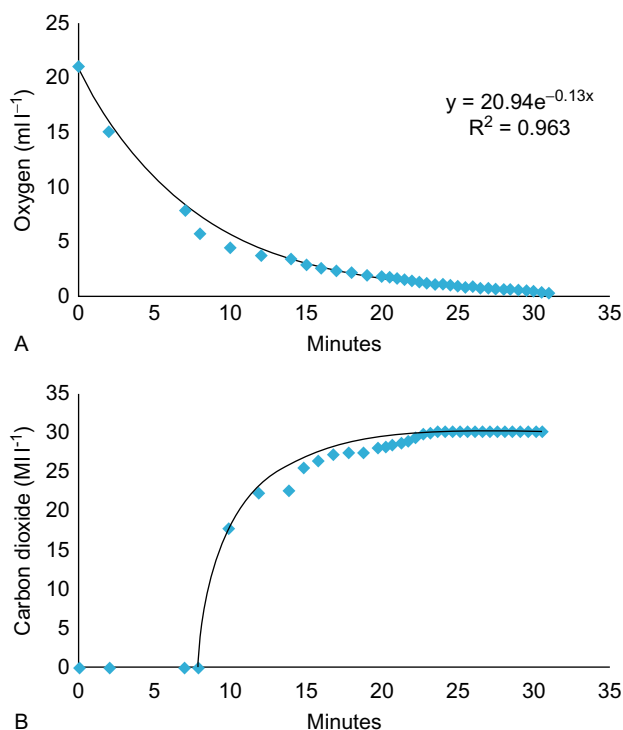 25
20
15
10
5
0
Oxygen (ml l⁻¹)
y = 20.94e⁻⁰·¹³ˣ
R² = 0.963
0 5 10 15 20 25 30 35
A Minutes
35
30
25
20
15
10
5
0
Carbon dioxide (Ml l⁻¹)
0 5 10 15 20 25 30 35
B Minutes